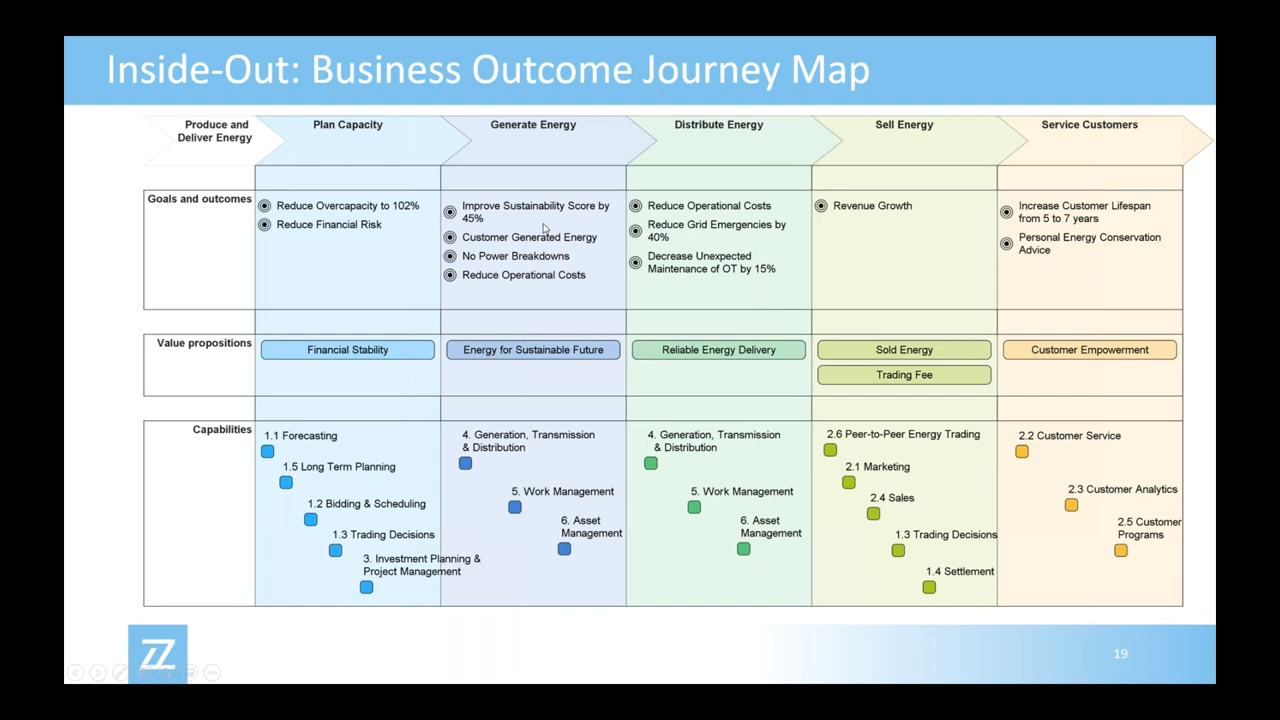 Inside-Out: Business Outcome Journey Map
Produce and
Deliver Energy
Plan Capacity
Generate Energy
Distribute Energy
Sell Energy
Service Customers
Goals and outcomes
Reduce Overcapacity to 102%
Reduce Financial Risk
Improve Sustainability Score by
45%
Customer Generated Energy
No Power Breakdowns
Reduce Operational Costs
Reduce Operational Costs
Reduce Grid Emergencies by
40%
Decrease Unexpected
Maintenance of OT by 15%
Revenue Growth
Increase Customer Lifespan
from 5 to 7 years
Personal Energy Conservation
Advice
Value propositions
Financial Stability
Energy for Sustainable Future
Reliable Energy Delivery
Sold Energy
Trading Fee
Customer Empowerment
Capabilities
1.1 Forecasting
1.5 Long Term Planning
1.2 Bidding & Scheduling
1.3 Trading Decisions
3. Investment Planning &
Project Management
4. Generation, Transmission
& Distribution
5. Work Management
6. Asset
Management
4. Generation, Transmission
& Distribution
5. Work Management
6. Asset
Management
2.6 Peer-to-Peer Energy Trading
2.1 Marketing
2.4 Sales
1.3 Trading Decisions
1.4 Settlement
2.2 Customer Service
2.3 Customer Analytics
2.5 Customer
Programs
19